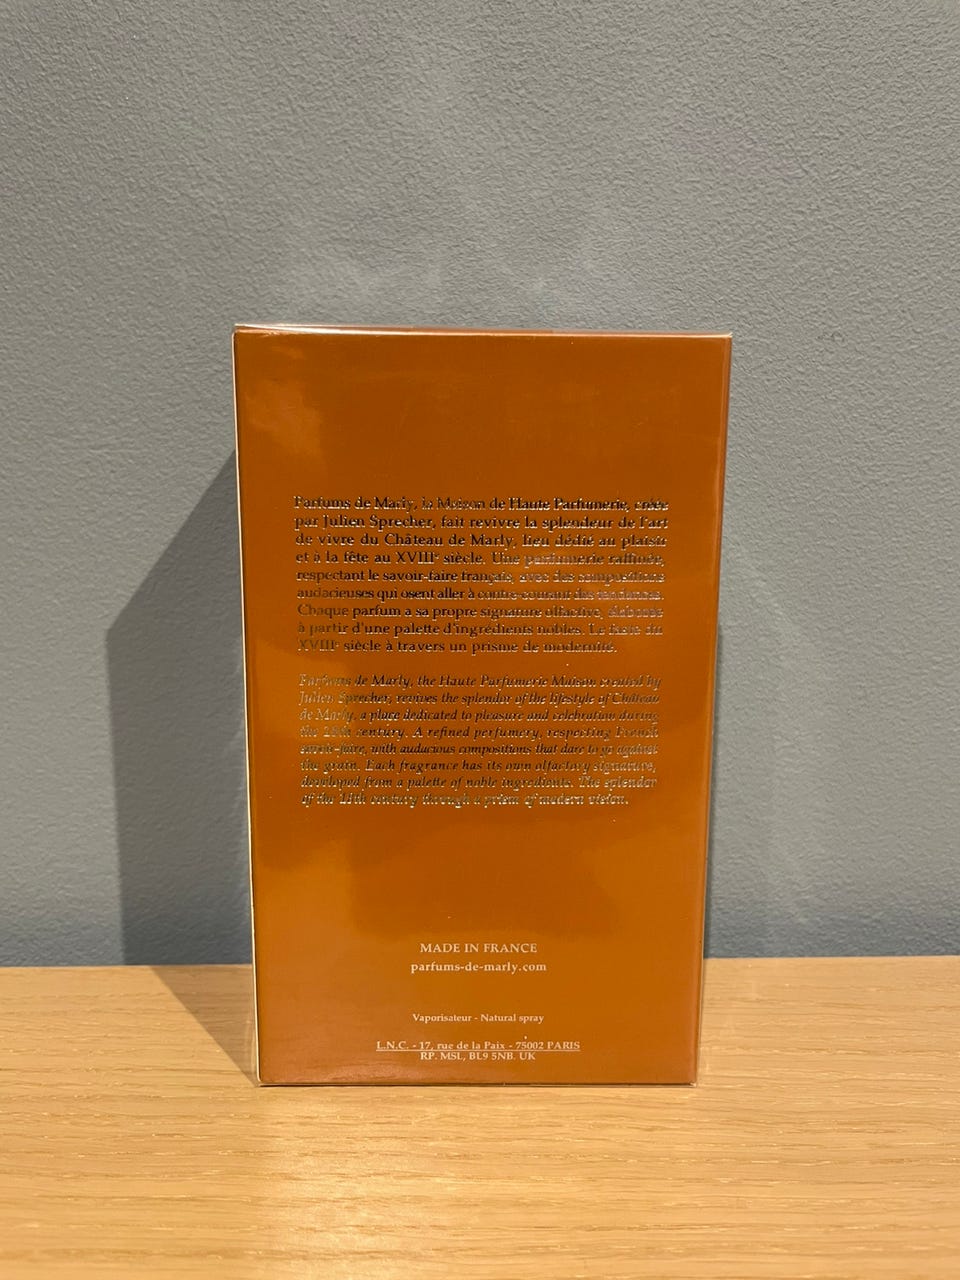 Parfums de Marly, la Maison de Haute Parfumerie, créée
par Julien Sprecher, fait revivre la splendeur de l'art
de vivre du Château de Marly, lieu dédié au plaisir
et à la fête au XVIIIᵉ siècle. Une parfumerie raffinée,
respectant le savoir-faire français, avec des compositions
audacieuses qui osent aller à contre-courant des tendances.
Chaque parfum a sa propre signature olfactive, élaborée
à partir d'une palette d'ingrédients nobles. Le faste du
XVIIIᵉ siècle à travers un prisme de modernité.
Parfums de Marly, the Haute Parfumerie Maison created by
Julien Sprecher, revives the splendor of the lifestyle of Château
de Marly, a place dedicated to pleasure and celebration during
the 18th century. A refined perfumery, respecting French
savoir-faire, with audacious compositions that dare to go against
the grain. Each fragrance has its own olfactory signature,
developed from a palette of noble ingredients. The splendor
of the 18th century through a prism of modern vision.
MADE IN FRANCE
parfums-de-marly.com
Vaporisateur - Natural spray
L.N.C. - 17, rue de la Paix - 75002 PARIS
RP. MSL, BL9 5NB. UK